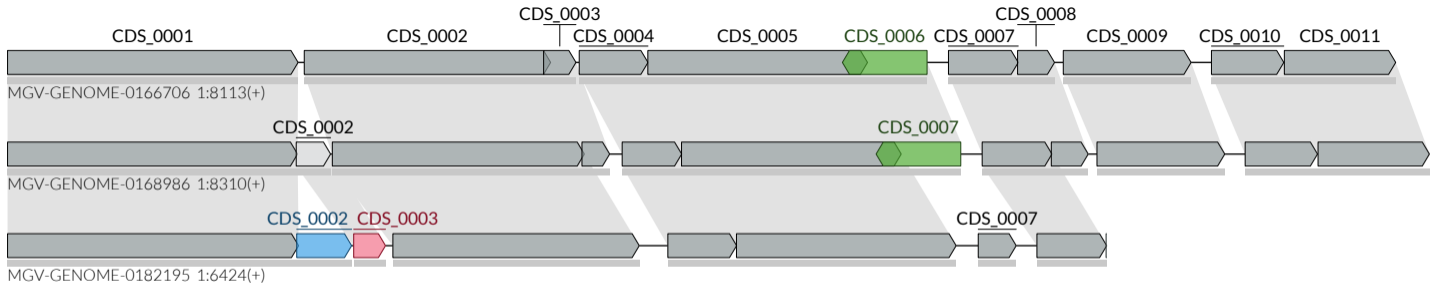 CDS_0003 CDS_0008
CDS_0001 CDS_0002 CDS_0004 CDS_0005 CDS_0006 CDS_0007 CDS_0009 CDS_0010 CDS_0011
MGV-GENOME-0166706 1:8113(+)
CDS_0002 CDS_0007
MGV-GENOME-0168986 1:8310(+)
CDS_0002 CDS_0003 CDS_0007
MGV-GENOME-0182195 1:6424(+)